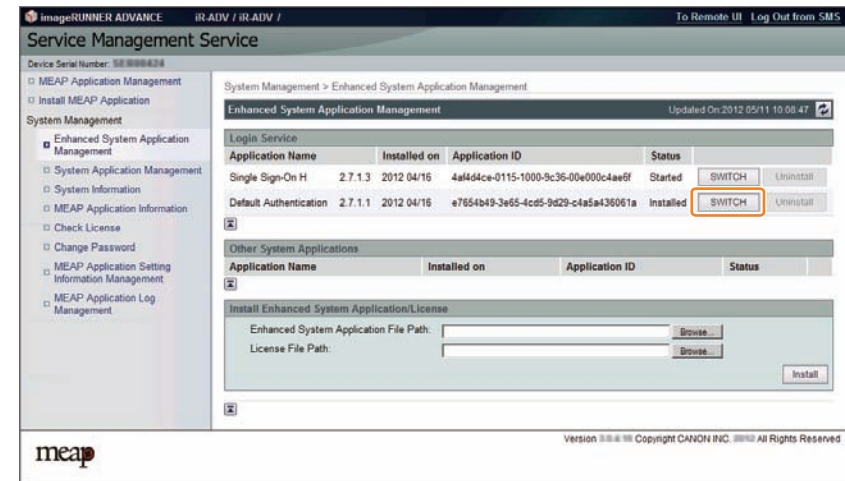 imageRUNNER ADVANCE iR-ADV / iR-ADV / To Remote UI Log Out from SMS
Service Management Service
Device Serial Number:
MEAP Application Management
Install MEAP Application
System Management
Enhanced System Application
Management
System Application Management
System Information
MEAP Application Information
Check License
Change Password
MEAP Application Setting
Information Management
MEAP Application Log
Management
System Management > Enhanced System Application Management
Enhanced System Application Management Updated On:2012 05/11 10:08:47
Login Service
Application Name Installed on Application ID Status
Single Sign-On H 2.7.1.3 2012 04/16 4af4d4ce-0115-1000-9c36-00e000c4ae6f Started SWITCH Uninstall
Default Authentication 2.7.1.1 2012 04/16 e7654b49-3e65-4cd5-9d29-c4a5a436061a Installed SWITCH Uninstall
Other System Applications
Application Name Installed on Application ID Status
Install Enhanced System Application/License
Enhanced System Application File Path: Browse...
License File Path: Browse...
Install
meap
Version Copyright CANON INC. All Rights Reserved